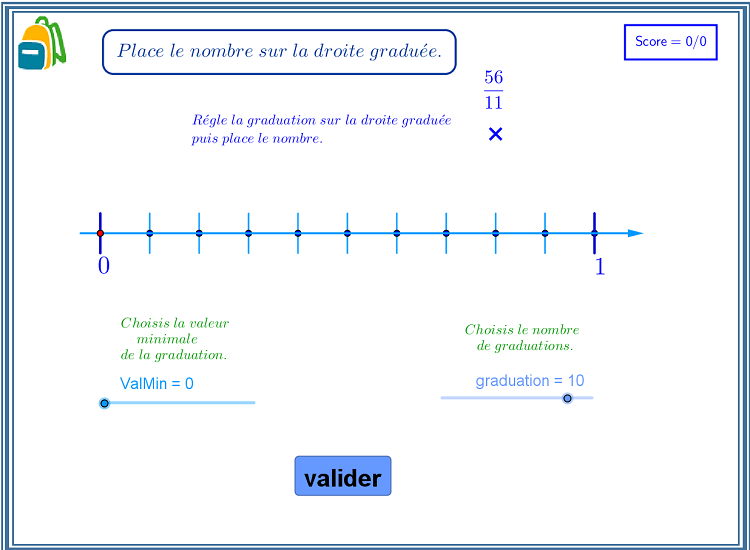 Place le nombre sur la droite graduée.
Score = 0/0
56
11
Régle la graduation sur la droite graduée
puis place le nombre.
0
1
Choisis la valeur
minimale
de la graduation.
Choisis le nombre
de graduations.
ValMin = 0
graduation = 10
valider